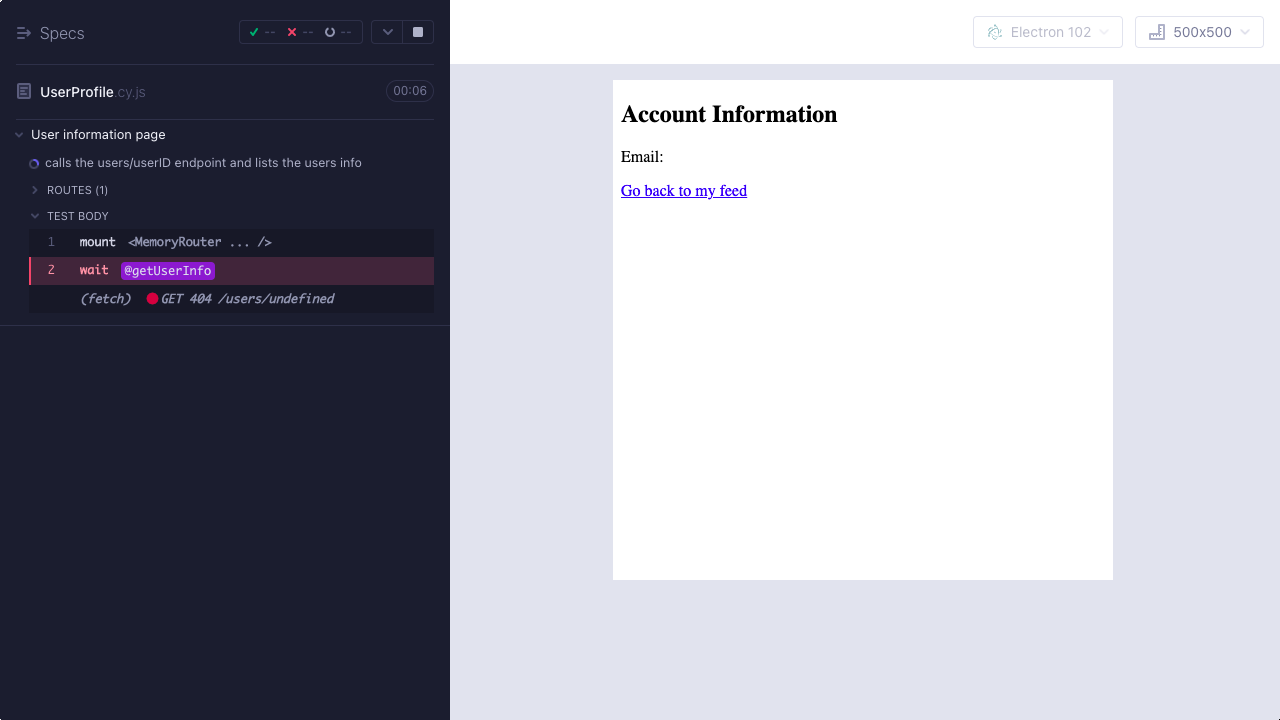 Specs
-- -- --
Electron 102
500x500
UserProfile.cy.js
00:06
User information page
calls the users/userID endpoint and lists the users info
ROUTES (1)
TEST BODY
1 mount <MemoryRouter ... />
2 wait @getUserInfo
(fetch) GET 404 /users/undefined
Account Information
Email:
Go back to my feed